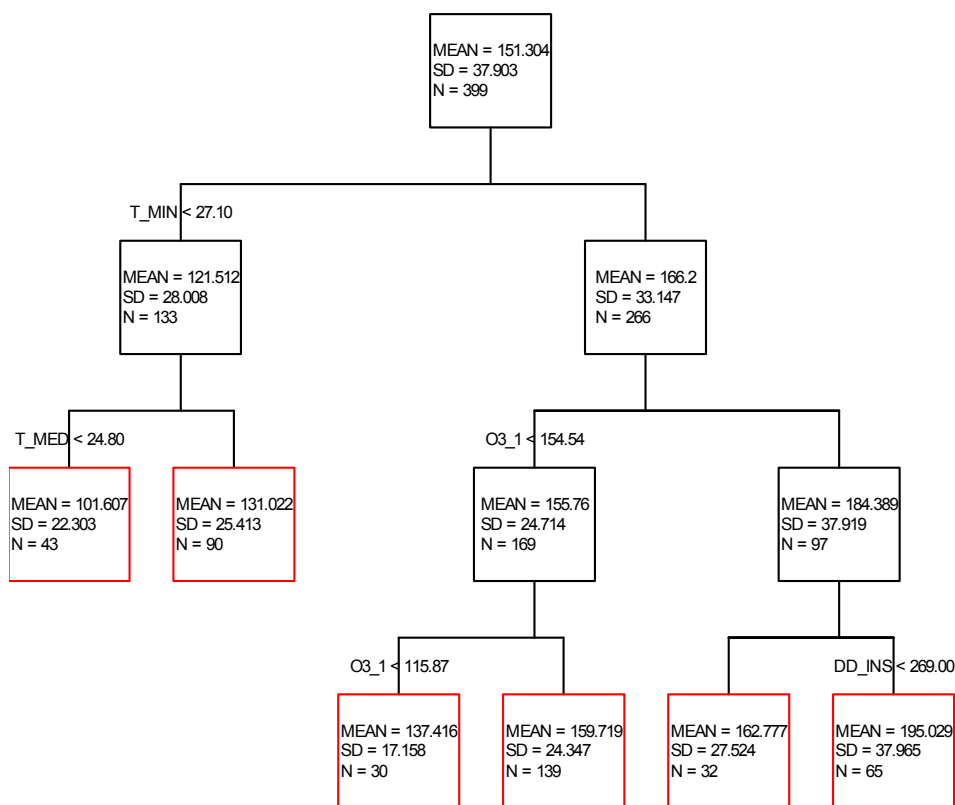 MEAN = 151.304
SD = 37.903
N = 399
T_MIN < 27.10
MEAN = 121.512
SD = 28.008
N = 133
MEAN = 166.2
SD = 33.147
N = 266
T_MED < 24.80
O3_1 < 154.54
MEAN = 101.607
SD = 22.303
N = 43
MEAN = 131.022
SD = 25.413
N = 90
MEAN = 155.76
SD = 24.714
N = 169
MEAN = 184.389
SD = 37.919
N = 97
O3_1 < 115.87
DD_INS < 269.00
MEAN = 137.416
SD = 17.158
N = 30
MEAN = 159.719
SD = 24.347
N = 139
MEAN = 162.777
SD = 27.524
N = 32
MEAN = 195.029
SD = 37.965
N = 65